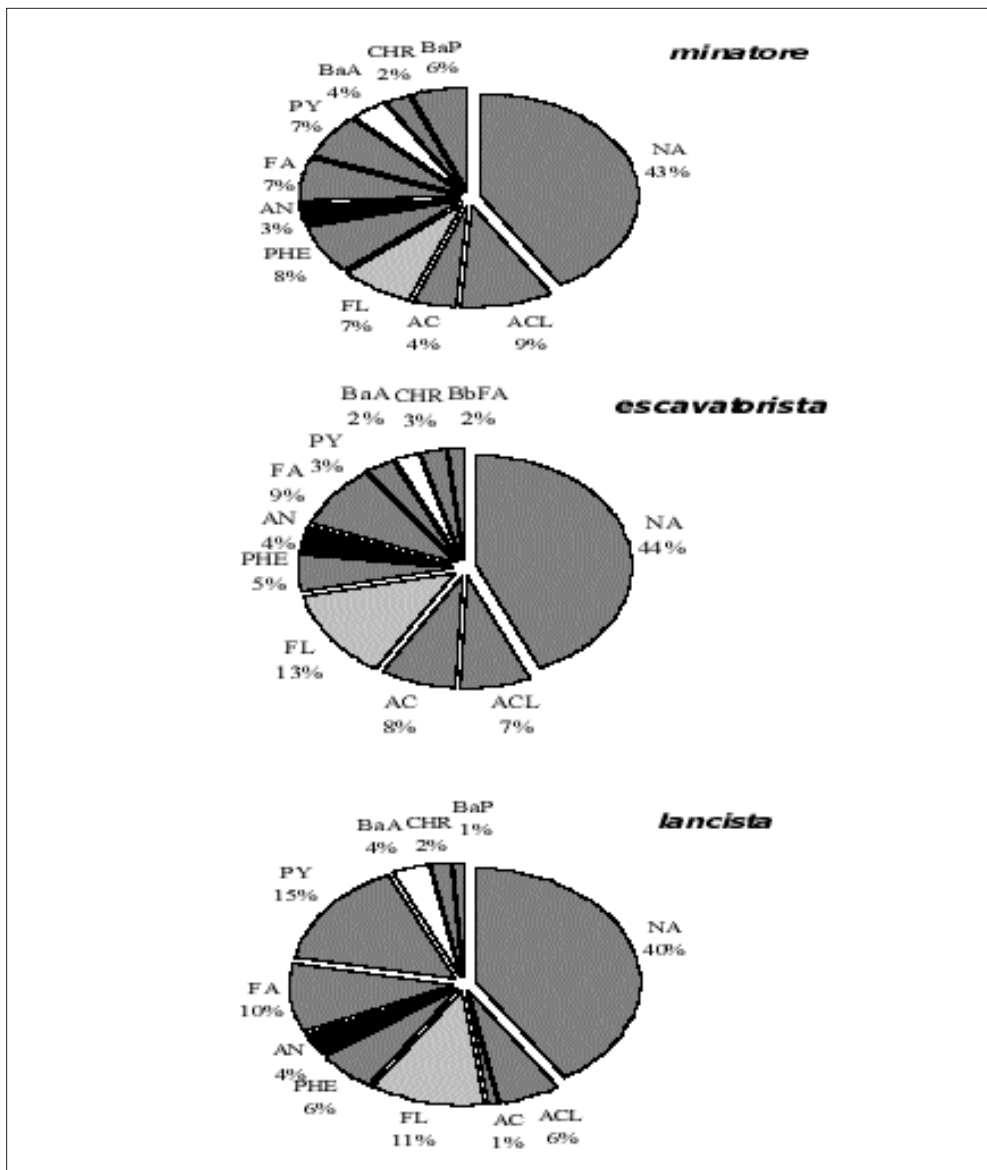 minatore
NA
43%
ACL
9%
AC
4%
FL
7%
PHE
8%
AN
3%
FA
7%
PY
7%
BaA
4%
CHR
2%
BaP
6%
escavatorista
NA
44%
ACL
7%
AC
8%
FL
13%
PHE
5%
AN
4%
FA
9%
PY
3%
BaA
2%
CHR
3%
BbFA
2%
lancista
NA
40%
ACL
6%
AC
1%
FL
11%
PHE
6%
AN
4%
FA
10%
PY
15%
BaA
4%
CHR
2%
BaP
1%